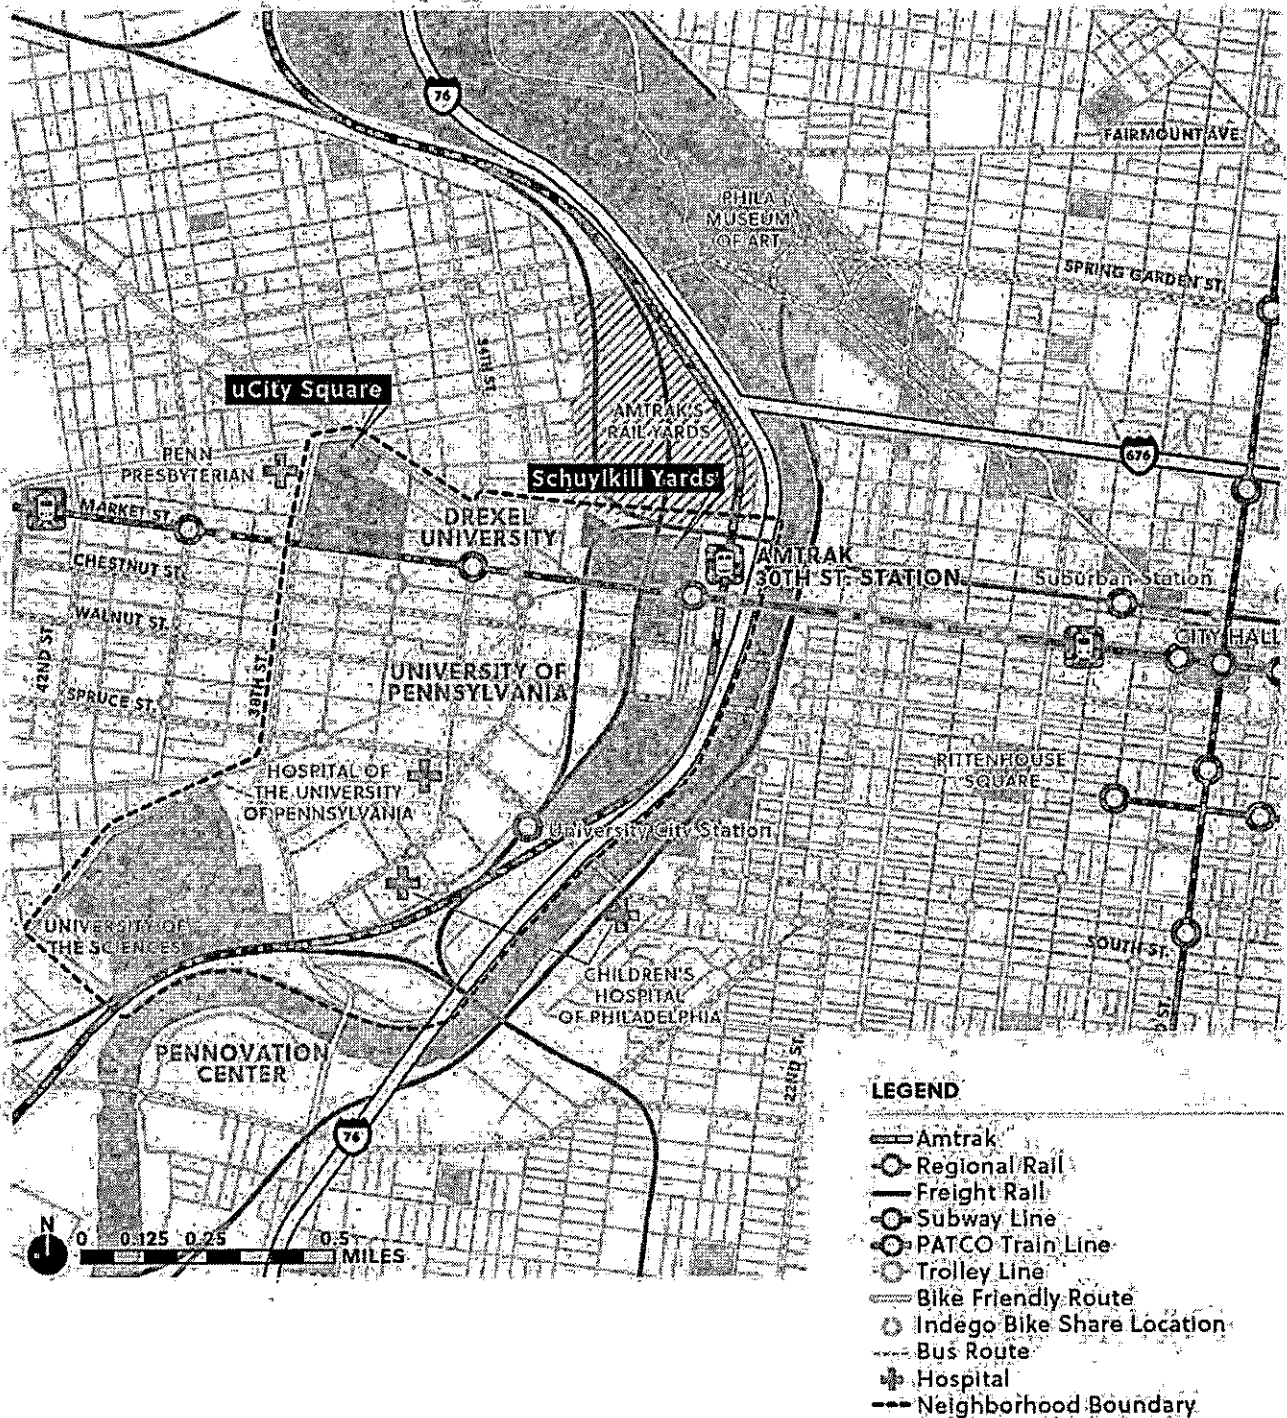 76
FAIRMOUNT AVE.
PHILA
MUSEUM
OF ART
SPRING GARDEN ST.
34TH ST.
uCity Square
AMTRAK'S
RAIL YARDS
676
PENN
PRESBYTERIAN
Schuylkill Yards
MARKET ST.
DREXEL
UNIVERSITY
CHESTNUT ST.
AMTRAK
30TH ST. STATION
Suburban Station
WALNUT ST.
CITY HALL
42ND ST.
38TH ST.
UNIVERSITY OF
PENNSYLVANIA
SPRUCE ST.
HOSPITAL OF
THE UNIVERSITY
OF PENNSYLVANIA
RITTENHOUSE
SQUARE
University City Station
UNIVERSITY OF
THE SCIENCES
SOUTH ST.
CHILDREN'S
HOSPITAL
OF PHILADELPHIA
PENNOVATION
CENTER
22ND ST.
76
N
0 0.125 0.25 0.5
MILES
LEGEND
Amtrak
Regional Rail
Freight Rail
Subway Line
PATCO Train Line
Trolley Line
Bike Friendly Route
Indego Bike Share Location
Bus Route
Hospital
Neighborhood Boundary